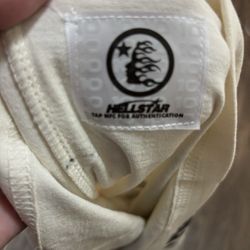 HELLSTAR
TAP NFC FOR AUTHENTICATION